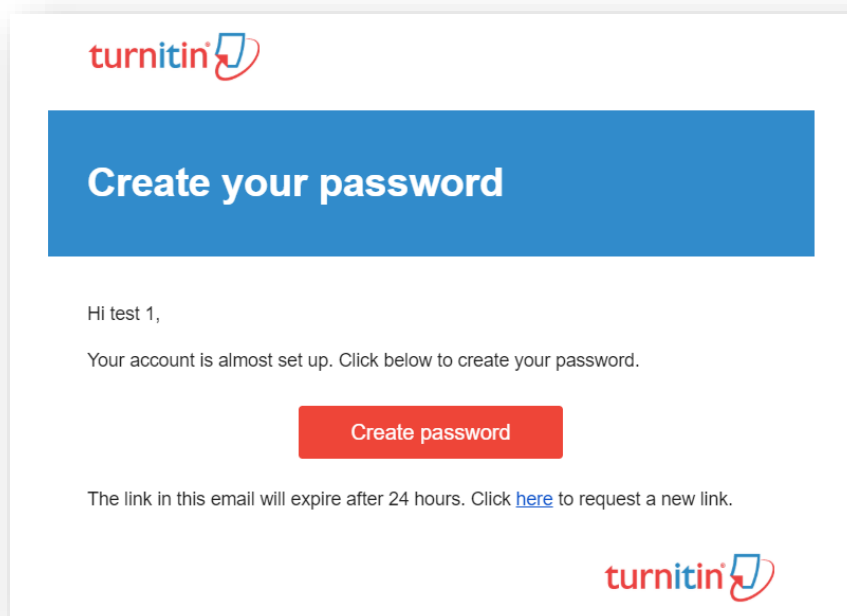 turnitin
Create your password
Hi test 1,
Your account is almost set up. Click below to create your password.
Create password
The link in this email will expire after 24 hours. Click here to request a new link.
turnitin